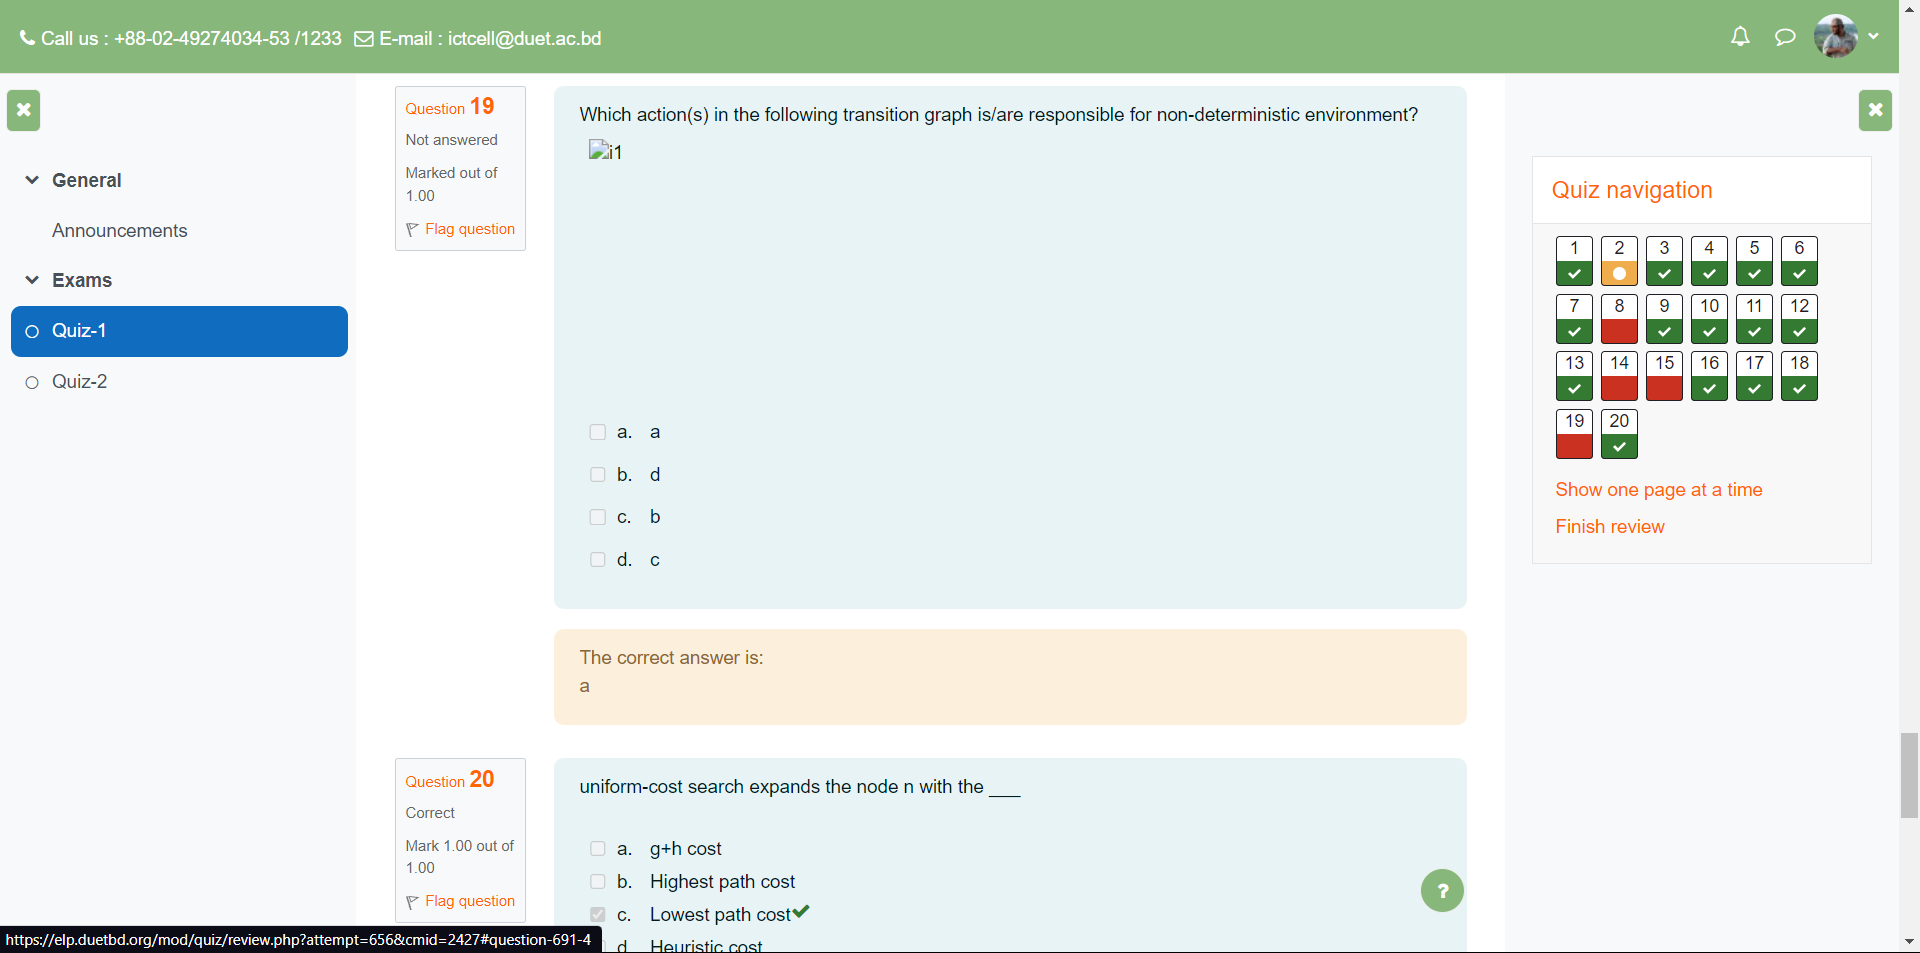 Call us : +88-02-49274034-53 /1233 E-mail : ictcell@duet.ac.bd
General
Announcements
Exams
Quiz-1
Quiz-2
Question 19
Not answered
Marked out of
1.00
Flag question
Which action(s) in the following transition graph is/are responsible for non-deterministic environment?
i1
a. a
b. d
c. b
d. c
The correct answer is:
a
Question 20
Correct
Mark 1.00 out of
1.00
Flag question
uniform-cost search expands the node n with the ___
a. g+h cost
b. Highest path cost
c. Lowest path cost
d. Heuristic cost
?
Quiz navigation
1 2 3 4 5 6
7 8 9 10 11 12
13 14 15 16 17 18
19 20
Show one page at a time
Finish review
https://elp.duetbd.org/mod/quiz/review.php?attempt=656&cmid=2427#question-691-4